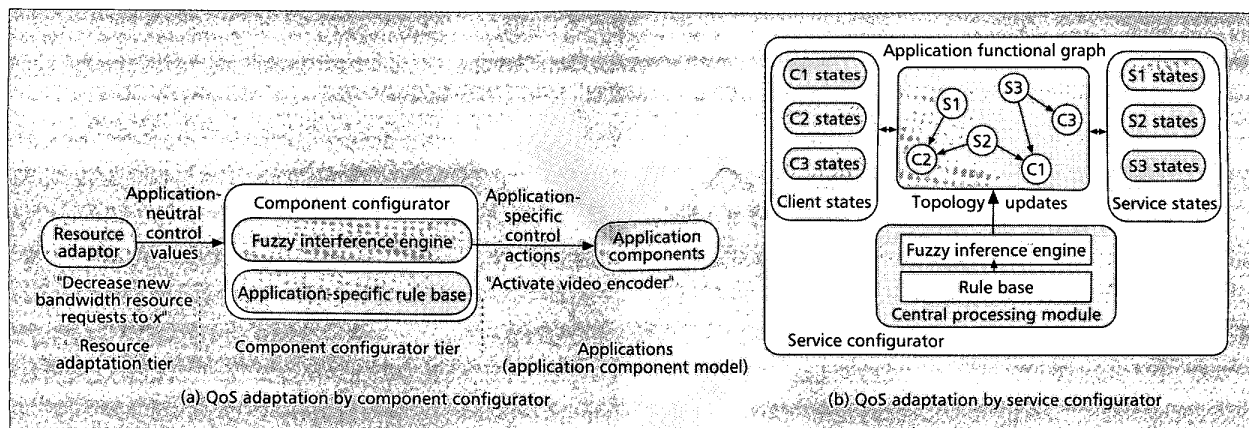 Application-
neutral
control
values
Resource
adaptor
"Decrease new
bandwidth resource
requests to x"
Resource
adaptation tier
Component configurator
Fuzzy interference engine
Application-specific rule base
Component configurator tier
Application-
specific
control
actions
Application
components
"Activate video encoder"
Applications
(application component model)
(a) QoS adaptation by component configurator
Application functional graph
C1 states
C2 states
C3 states
Client states
S1
S3
C3
S2
C2
C1
Topology updates
S1 states
S2 states
S3 states
Service states
Fuzzy inference engine
Rule base
Central processing module
Service configurator
(b) QoS adaptation by service configurator